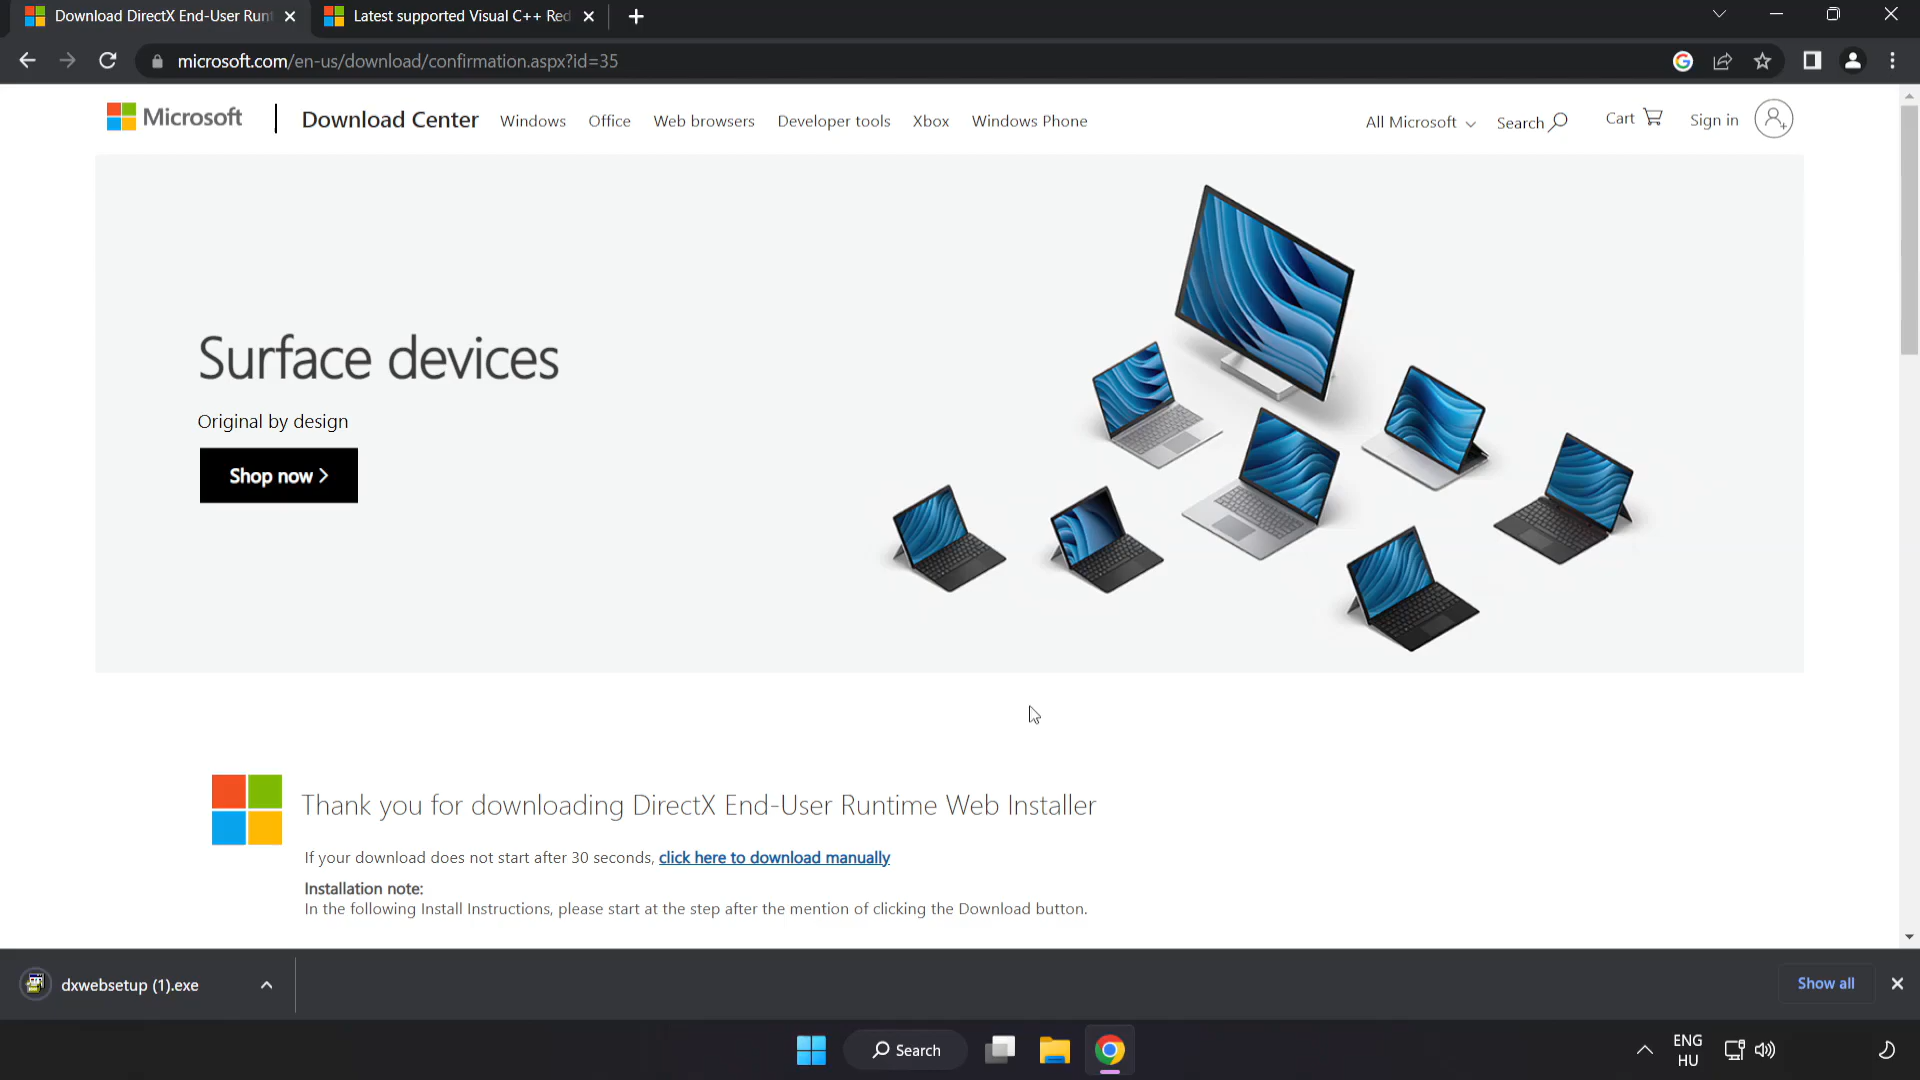 Download DirectX End-User Runt
Latest supported Visual C++ Red
microsoft.com/en-us/download/confirmation.aspx?id=35
Microsoft
Download Center
Windows
Office
Web browsers
Developer tools
Xbox
Windows Phone
All Microsoft
Search
Cart
Sign in
Surface devices
Original by design
Shop now >
Thank you for downloading DirectX End-User Runtime Web Installer
If your download does not start after 30 seconds, click here to download manually
Installation note:
In the following Install Instructions, please start at the step after the mention of clicking the Download button.
dxwebsetup (1).exe
Show all
Search
ENG
HU